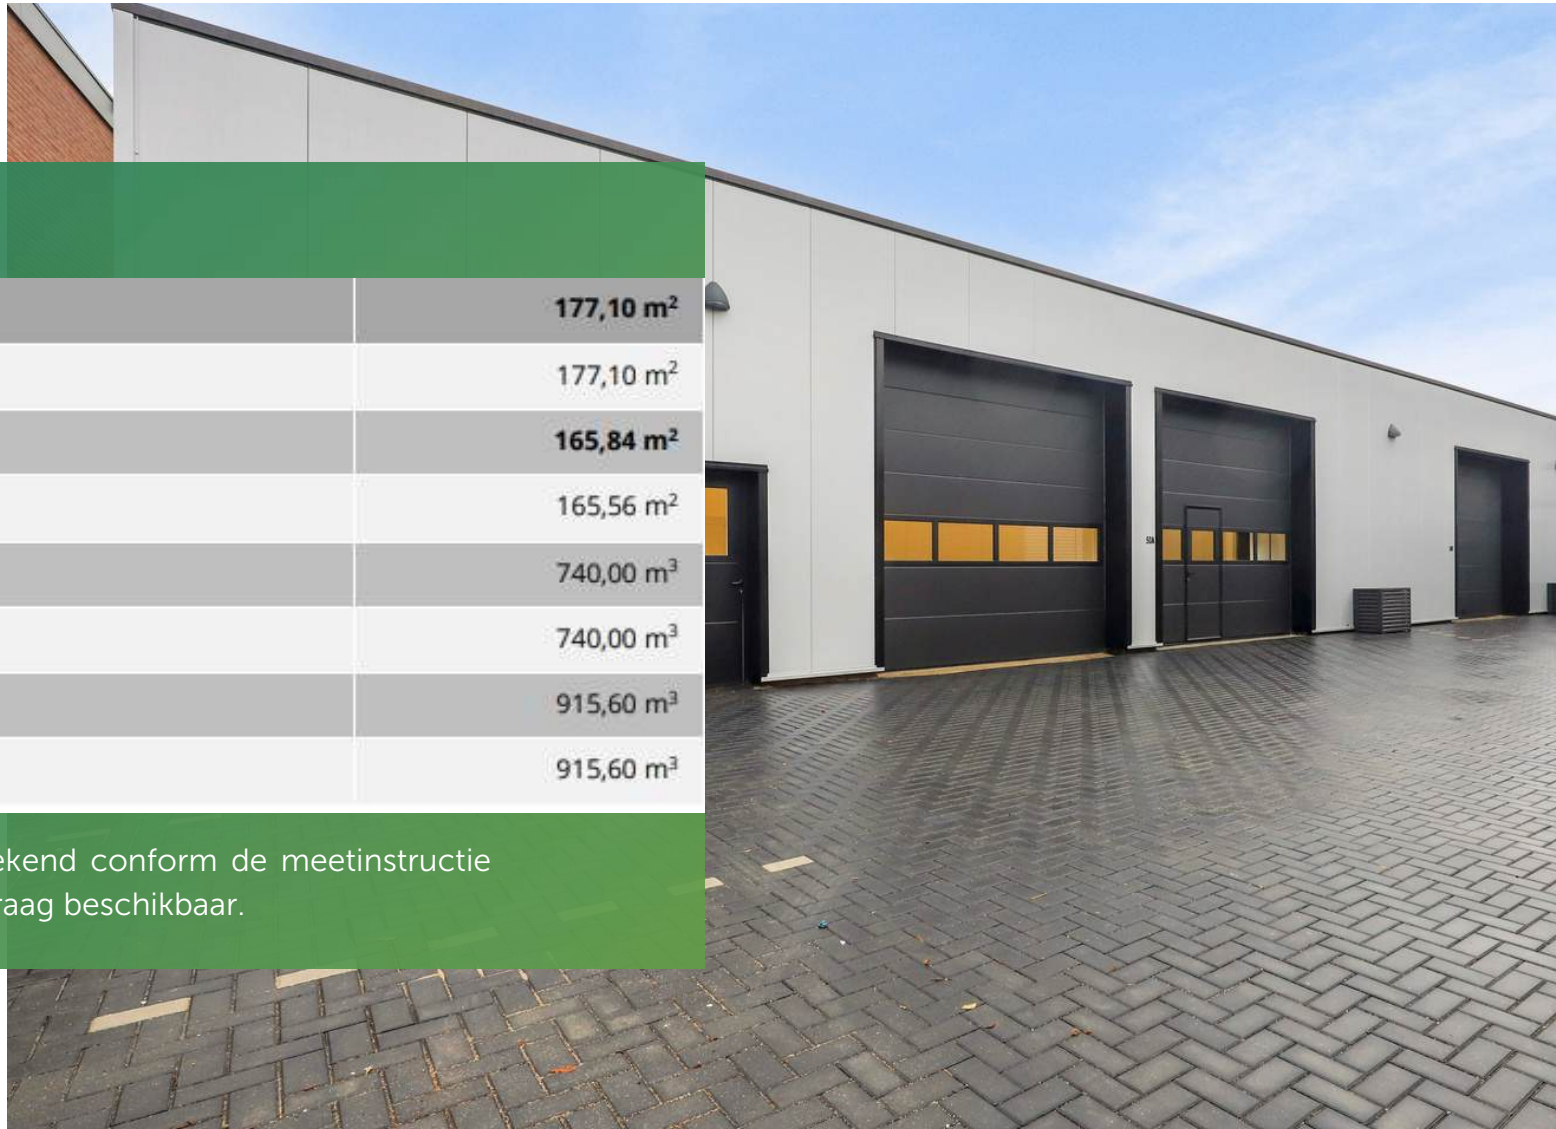 177,10 m²
177,10 m²
165,84 m²
165,56 m²
740,00 m³
740,00 m³
915,60 m³
915,60 m³
ekend conform de meetinstructie
raag beschikbaar.